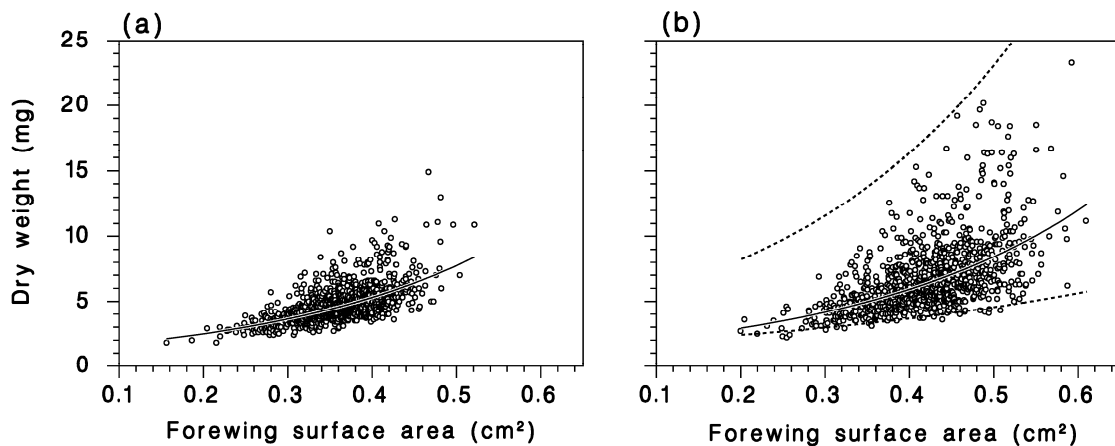 (a) (b)
25
20
15
10
5
0
Dry weight (mg)
0.1 0.2 0.3 0.4 0.5 0.6 0.1 0.2 0.3 0.4 0.5 0.6
Forewing surface area (cm²) Forewing surface area (cm²)